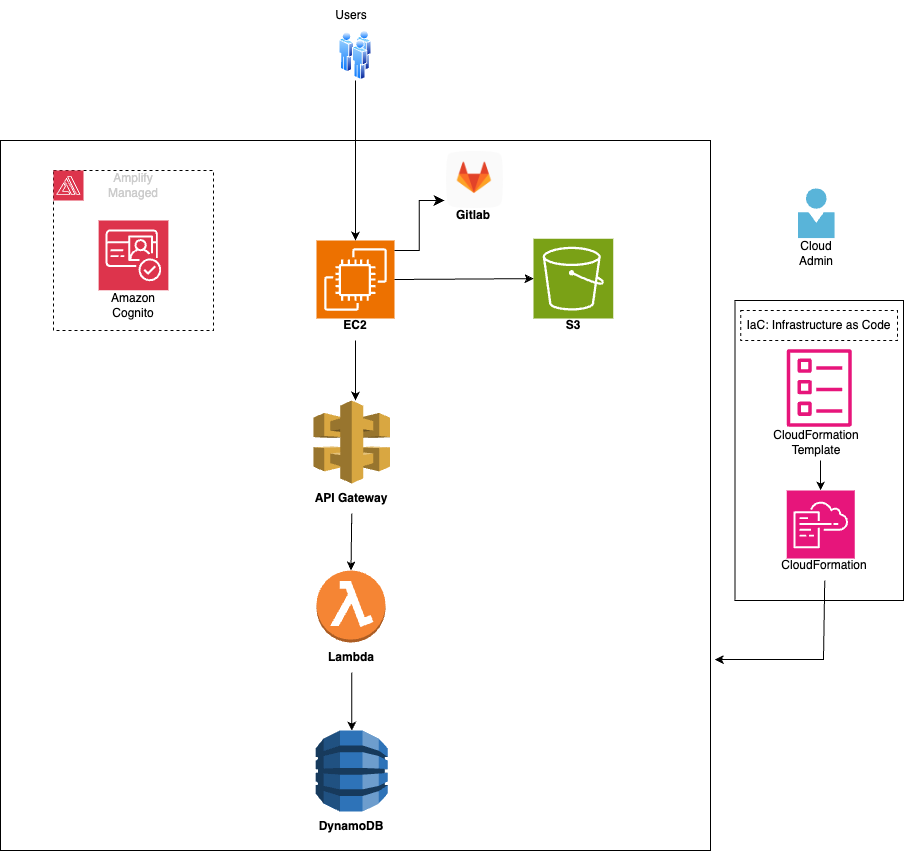 Users
Amplify
Managed
Amazon
Cognito
Gitlab
EC2
S3
API Gateway
Lambda
DynamoDB
Cloud
Admin
IaC: Infrastructure as Code
CloudFormation
Template
CloudFormation